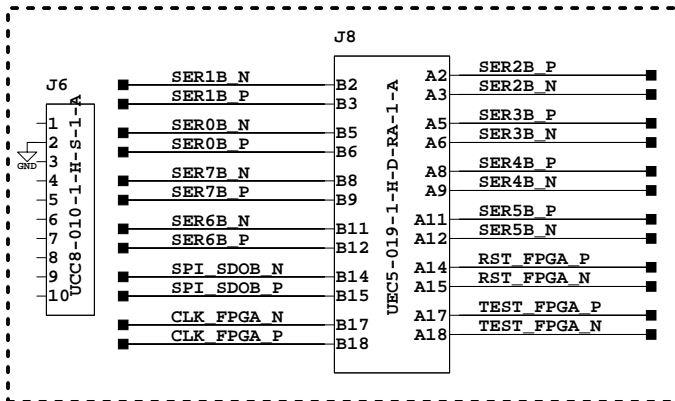 J8
J6
UCC8-010-1-H-S-1-A
1
2
3
4
5
6
7
8
9
10
GND
SER1B_N B2
SER1B_P B3
SER0B_N B5
SER0B_P B6
SER7B_N B8
SER7B_P B9
SER6B_N B11
SER6B_P B12
SPI_SDOB_N B14
SPI_SDOB_P B15
CLK_FPGA_N B17
CLK_FPGA_P B18
UEC5-019-1-H-D-RA-1-A
A2 SER2B_P
A3 SER2B_N
A5 SER3B_P
A6 SER3B_N
A8 SER4B_P
A9 SER4B_N
A11 SER5B_P
A12 SER5B_N
A14 RST_FPGA_P
A15 RST_FPGA_N
A17 TEST_FPGA_P
A18 TEST_FPGA_N